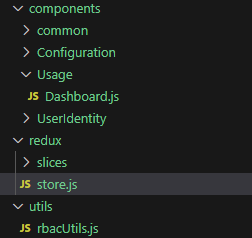 components
common
Configuration
Usage
JS Dashboard.js
UserIdentity
redux
slices
JS store.js
utils
JS rbacUtils.js